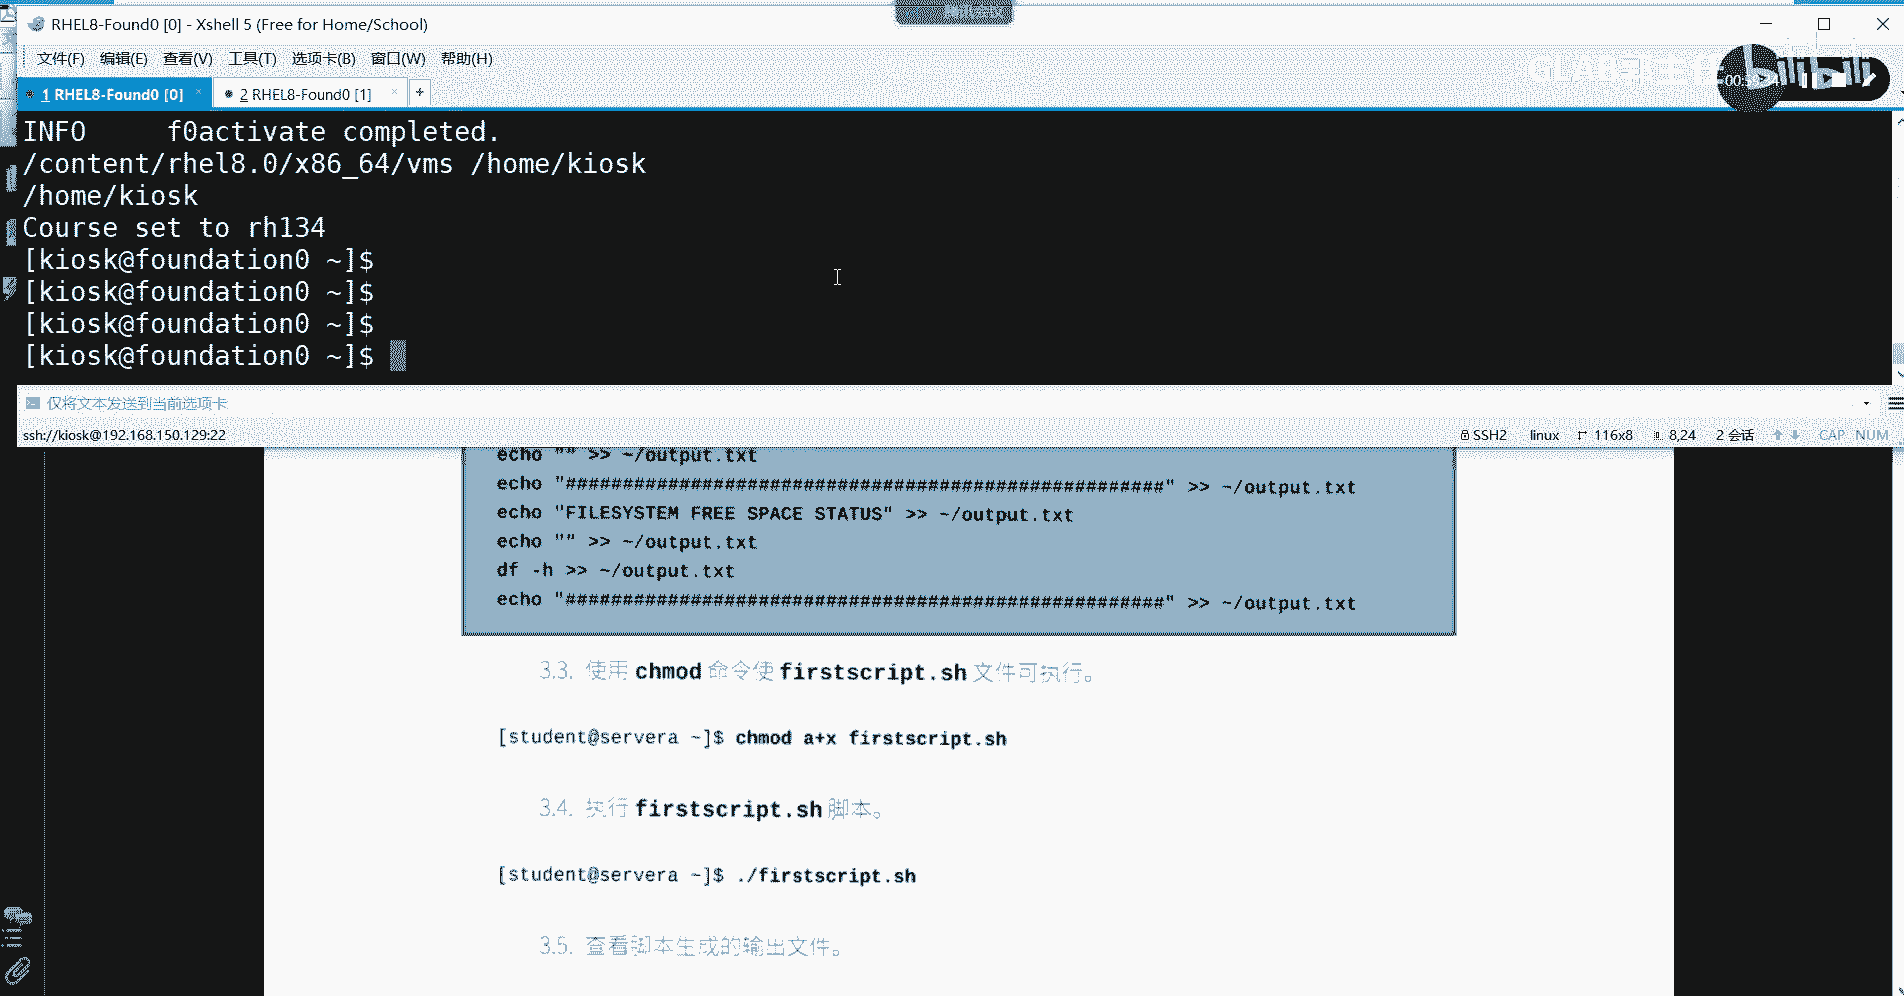 RHEL8-Found0 [0] - Xshell 5 (Free for Home/School)
文件(F) 编辑(E) 查看(V) 工具(T) 选项卡(B) 窗口(W) 帮助(H)
1 RHEL8-Found0 [0] × 2 RHEL8-Found0 [1] × +
INFO     f0activate completed.
/content/rhel8.0/x86_64/vms /home/kiosk
/home/kiosk
Course set to rh134
[kiosk@foundation0 ~]$
[kiosk@foundation0 ~]$
[kiosk@foundation0 ~]$
[kiosk@foundation0 ~]$
仅将文本发送到当前选项卡
ssh://kiosk@192.168.150.129:22 SSH2 linux 116x8 8,24 2 会话 CAP NUM
echo "" >> ~/output.txt
echo "#####################################################" >> ~/output.txt
echo "FILESYSTEM FREE SPACE STATUS" >> ~/output.txt
echo "" >> ~/output.txt
df -h >> ~/output.txt
echo "#####################################################" >> ~/output.txt
3.3. 使用 chmod 命令使 firstscript.sh 文件可执行。
[student@servera ~]$ chmod a+x firstscript.sh
3.4. 执行 firstscript.sh 脚本。
[student@servera ~]$ ./firstscript.sh
3.5. 查看脚本生成的输出文件。
bilibili